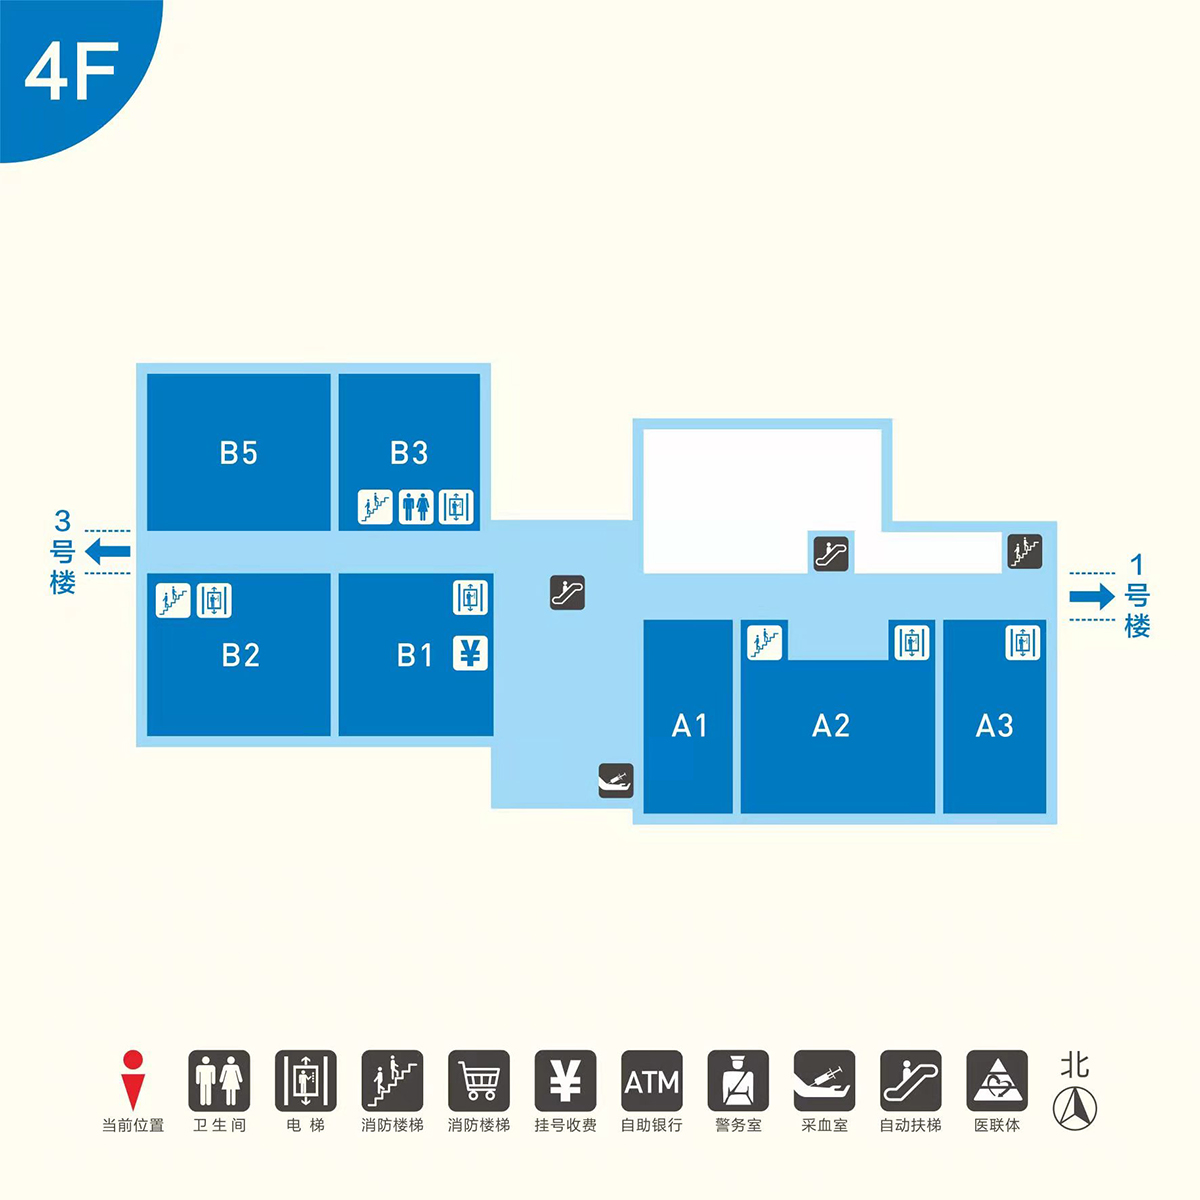 4F
B5
B3
3号楼
1号楼
B2
B1
¥
A1
A2
A3
北
¥
ATM
当前位置
卫生间
电梯
消防楼梯
消防楼梯
挂号收费
自助银行
警务室
采血室
自动扶梯
医联体